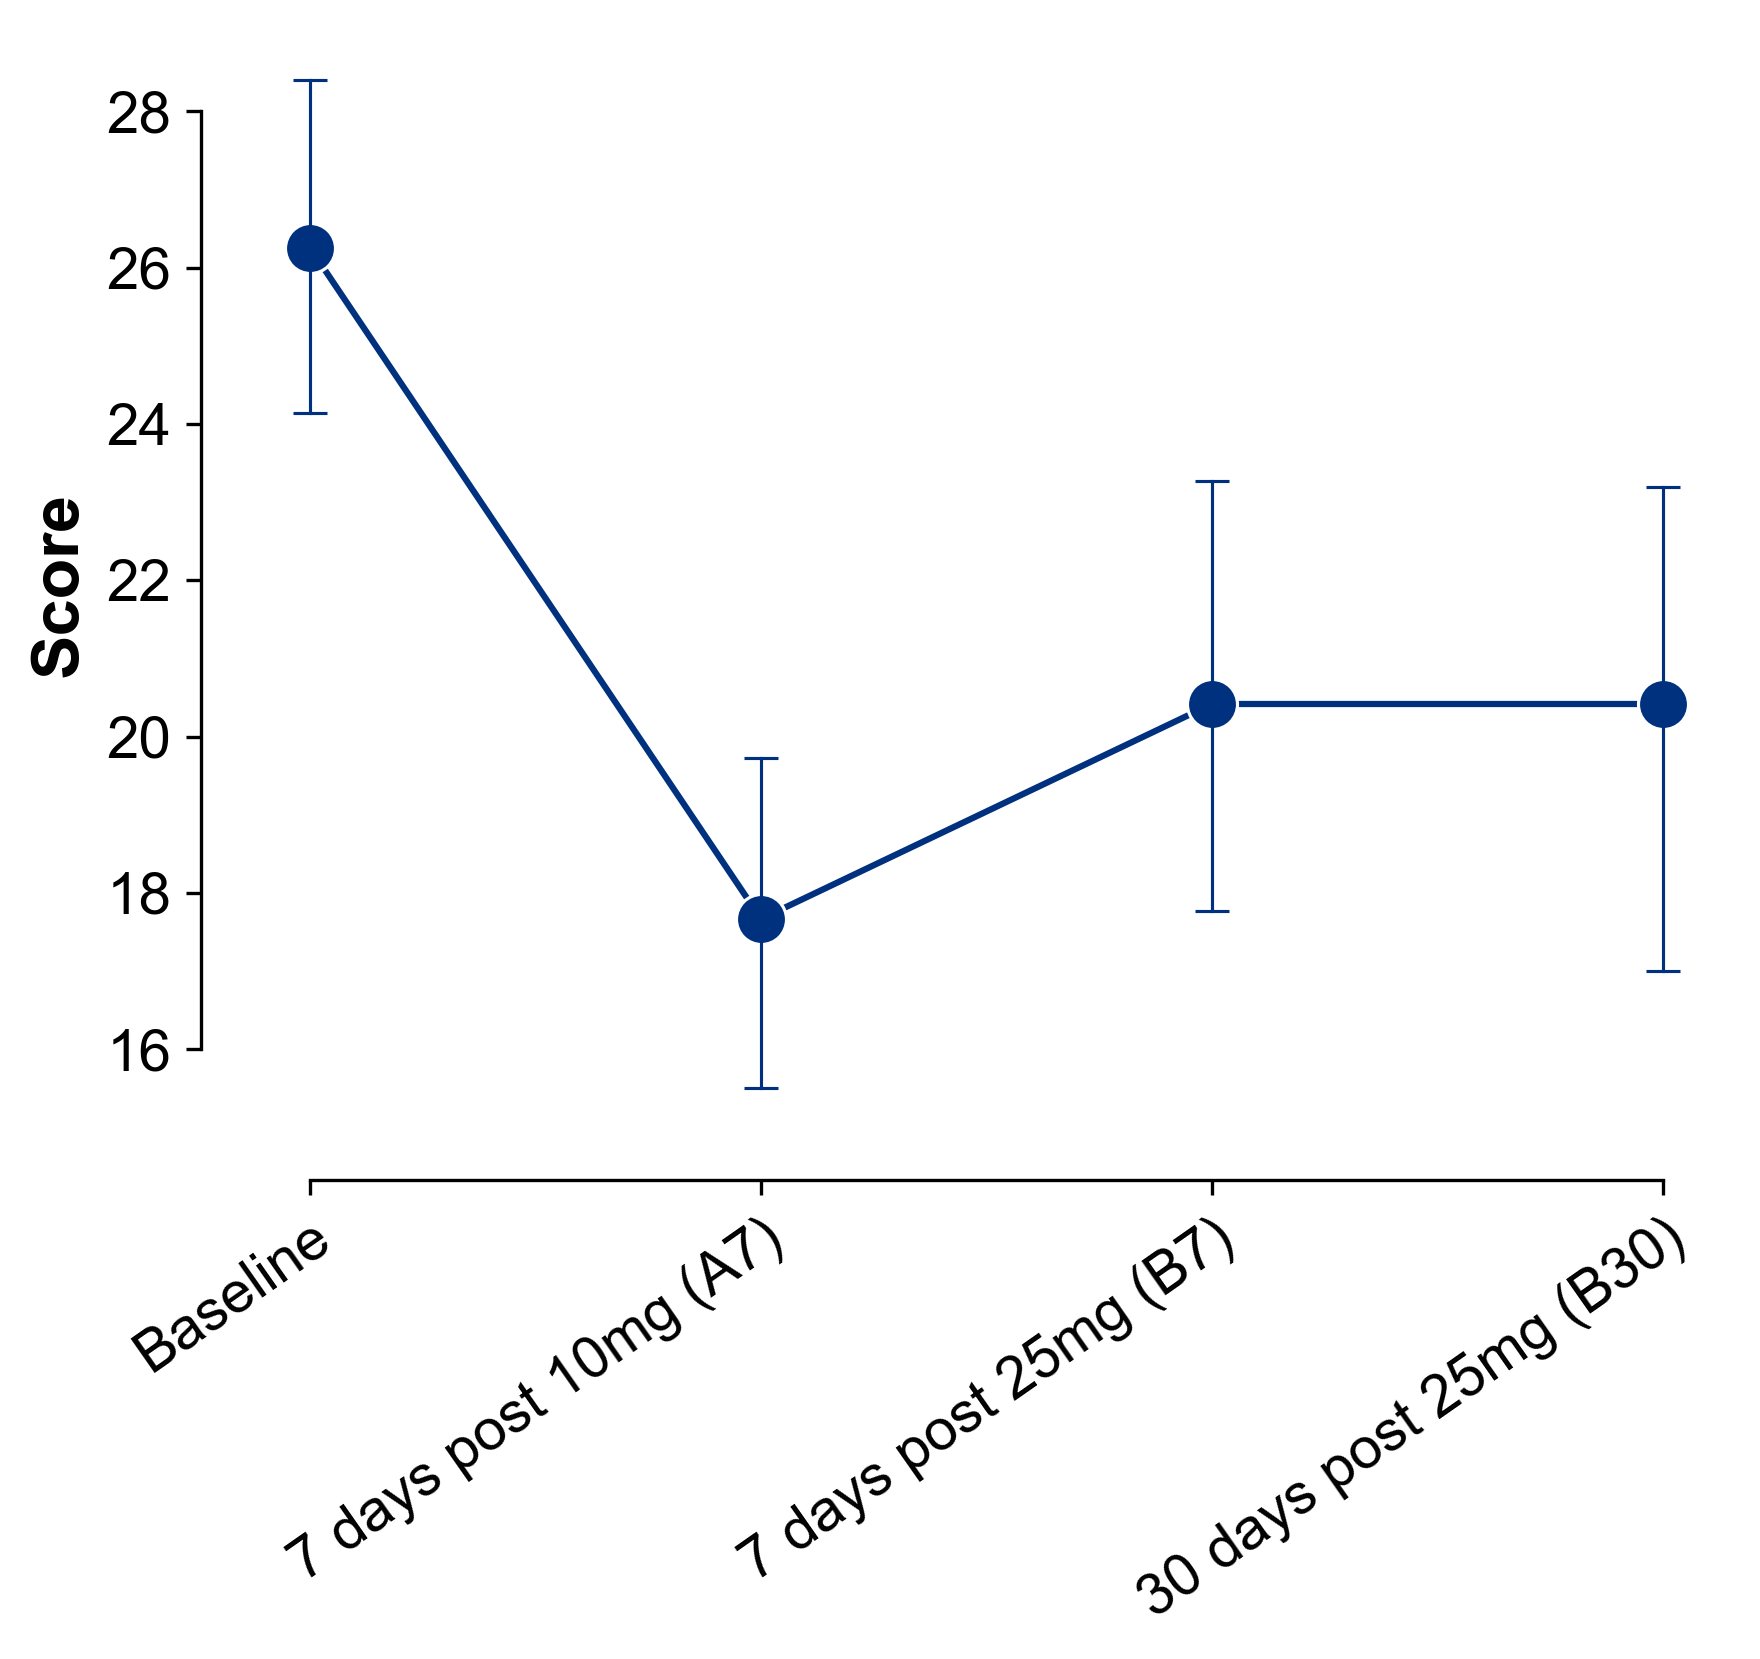 Score
28
26
24
22
20
18
16
Baseline
7 days post 10mg (A7)
7 days post 25mg (B7)
30 days post 25mg (B30)